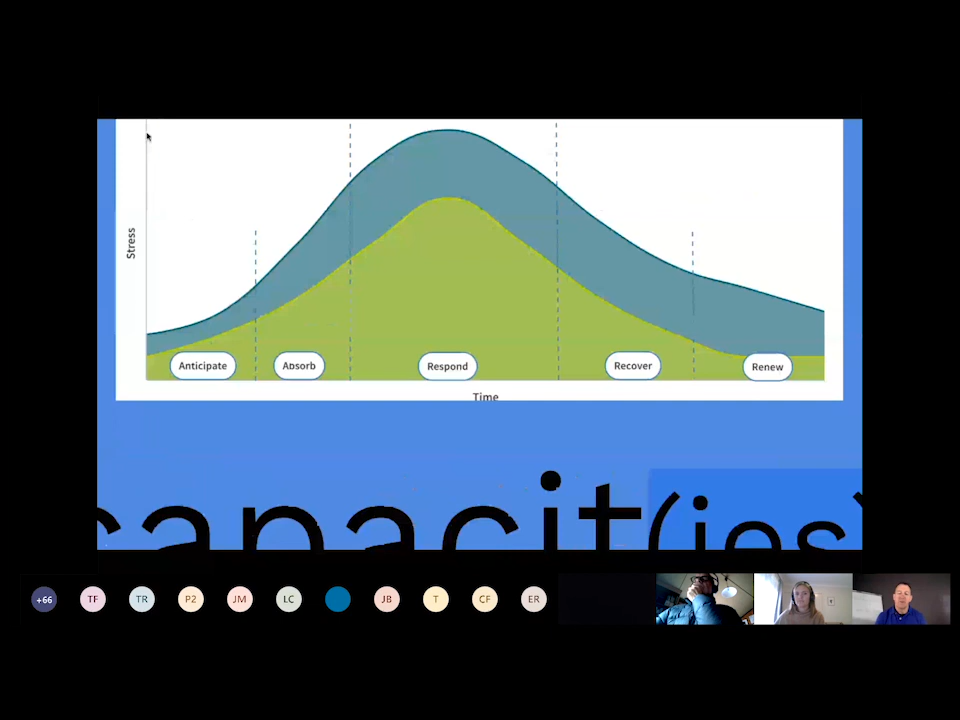 Stress
Anticipate
Absorb
Respond
Recover
Renew
Time
capacit(ies)
+66
TF
TR
P2
JM
LC
JB
T
CF
ER